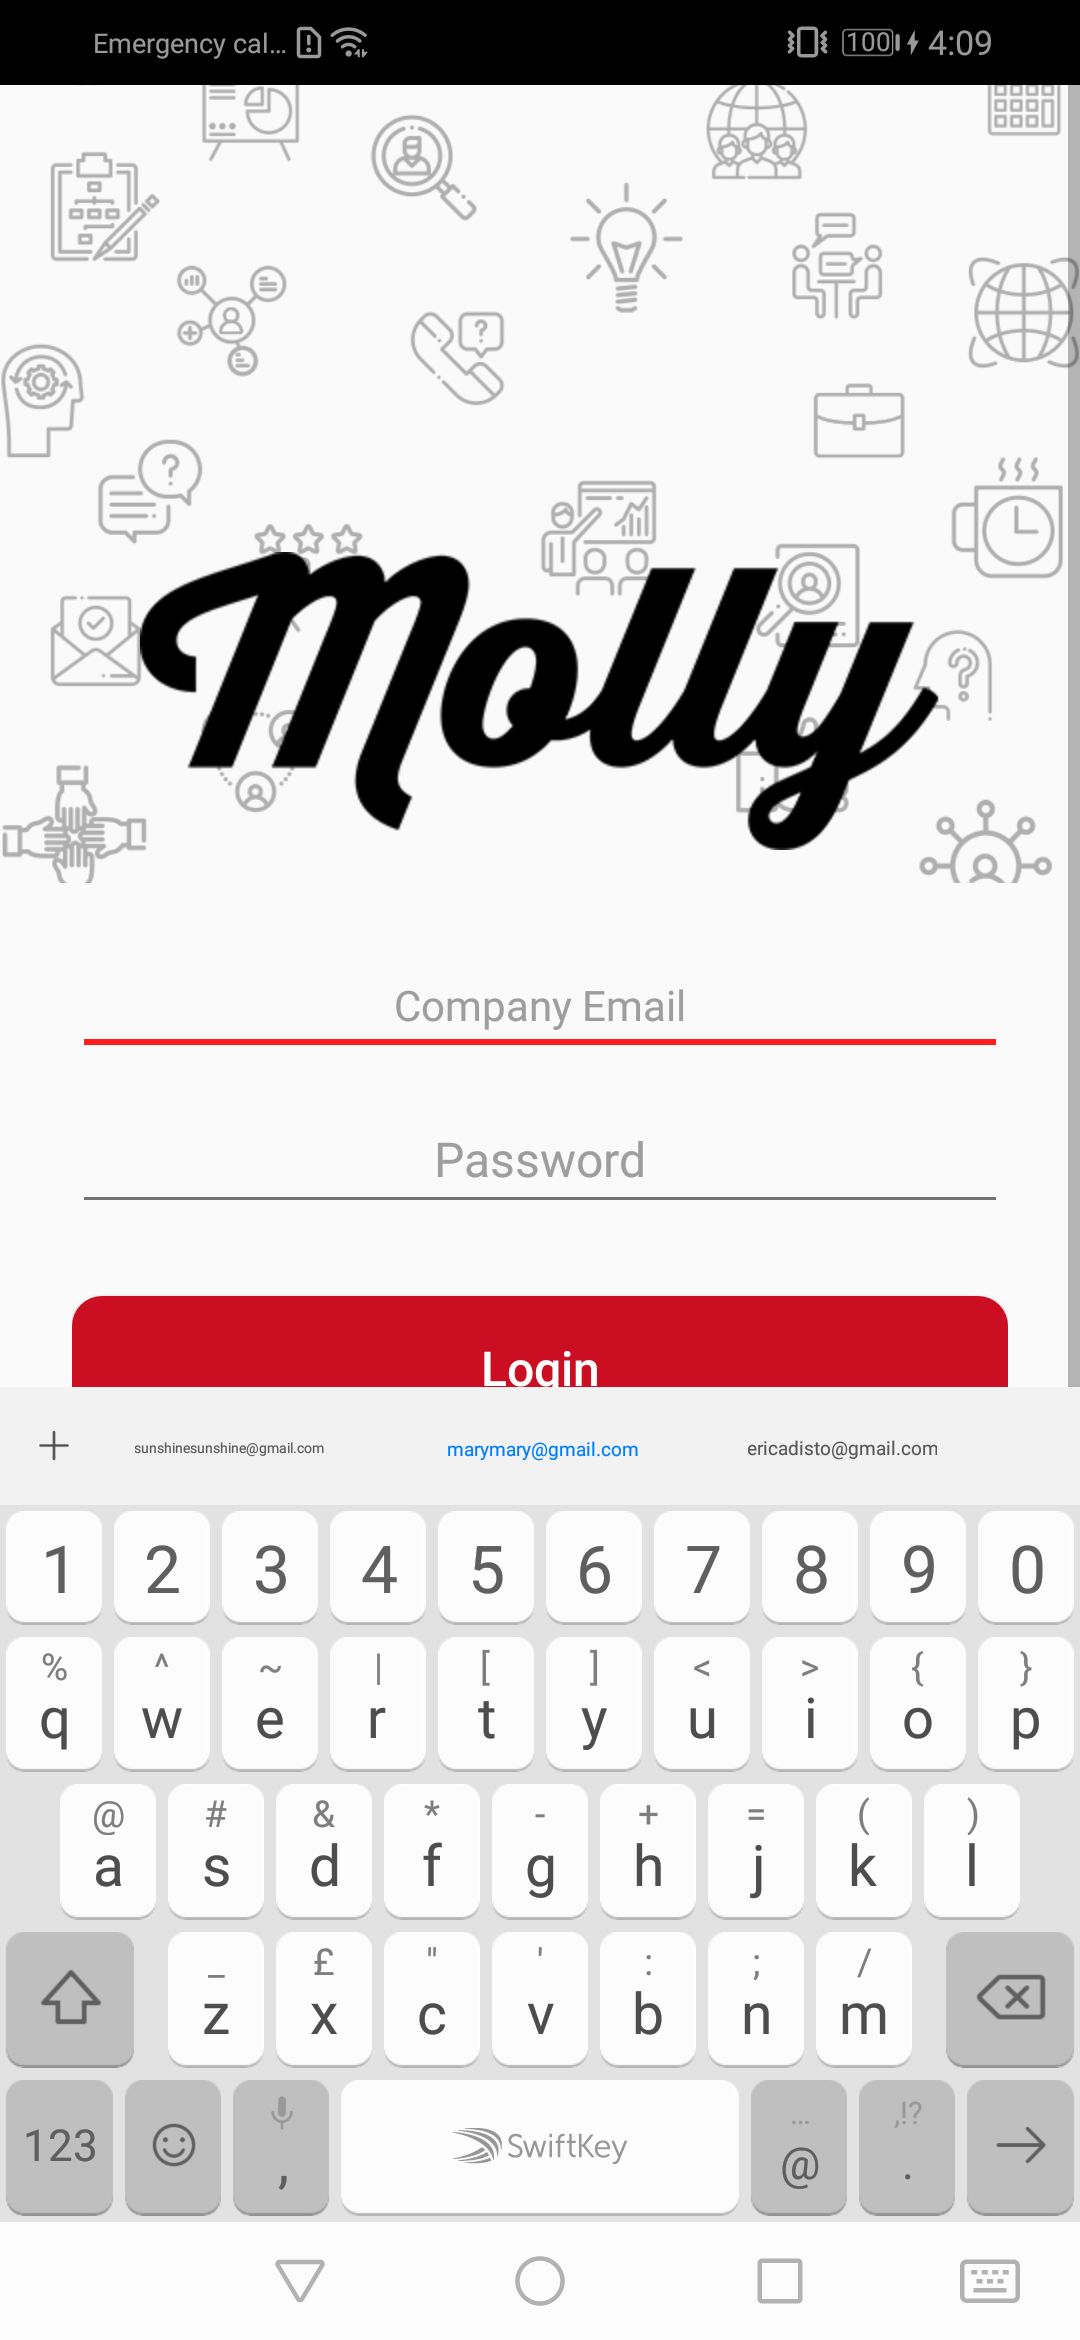 Emergency cal... 100 4:09
Molly
Company Email
Password
Login
sunshinesunshine@gmail.com marymary@gmail.com ericadisto@gmail.com
1 2 3 4 5 6 7 8 9 0
% ^ ~ | [ ] < > { }
q w e r t y u i o p
@ # & * - + = ( )
a s d f g h j k l
_ £ " ' : ; /
z x c v b n m
... ,!?
123 , SwiftKey @ .